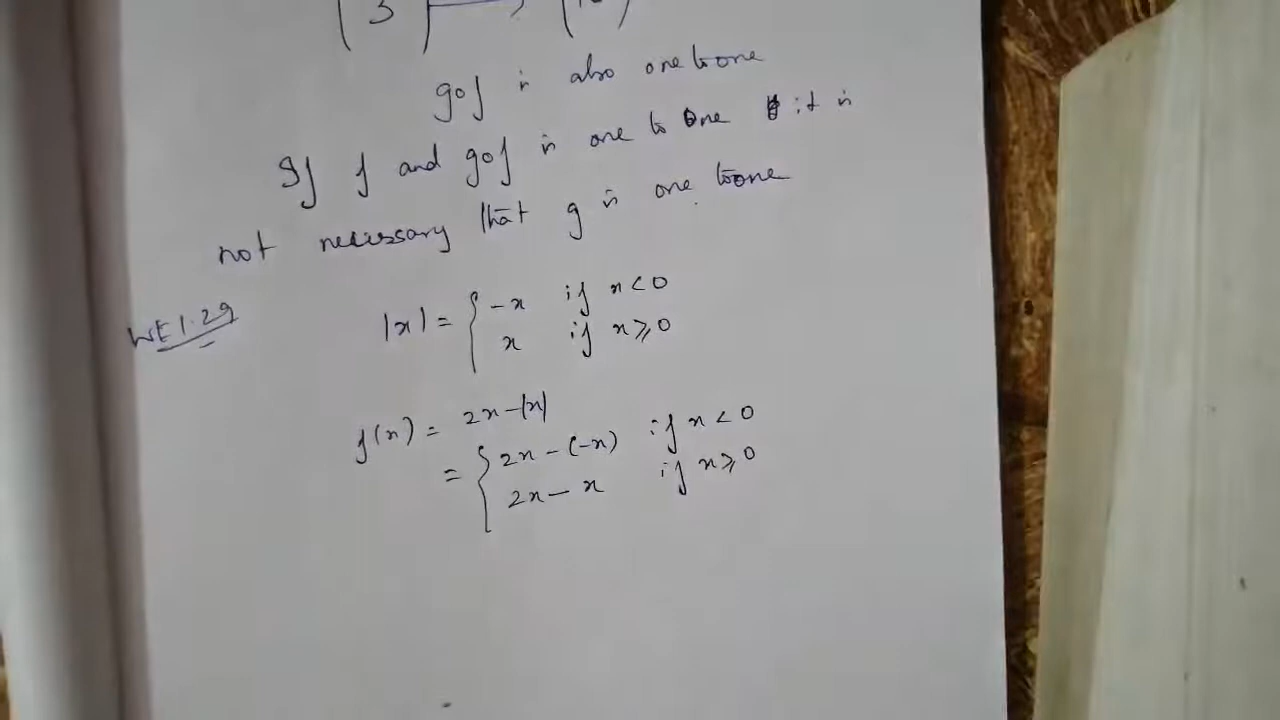 3
gof is also one to one
If f and gof is one to one it is
not necessary that g is one to one
WE 1.29
|x| = { -x if x < 0
x if x ≥ 0
f(x) = 2x - |x|
= { 2x - (-x) if x < 0
2x - x if x ≥ 0